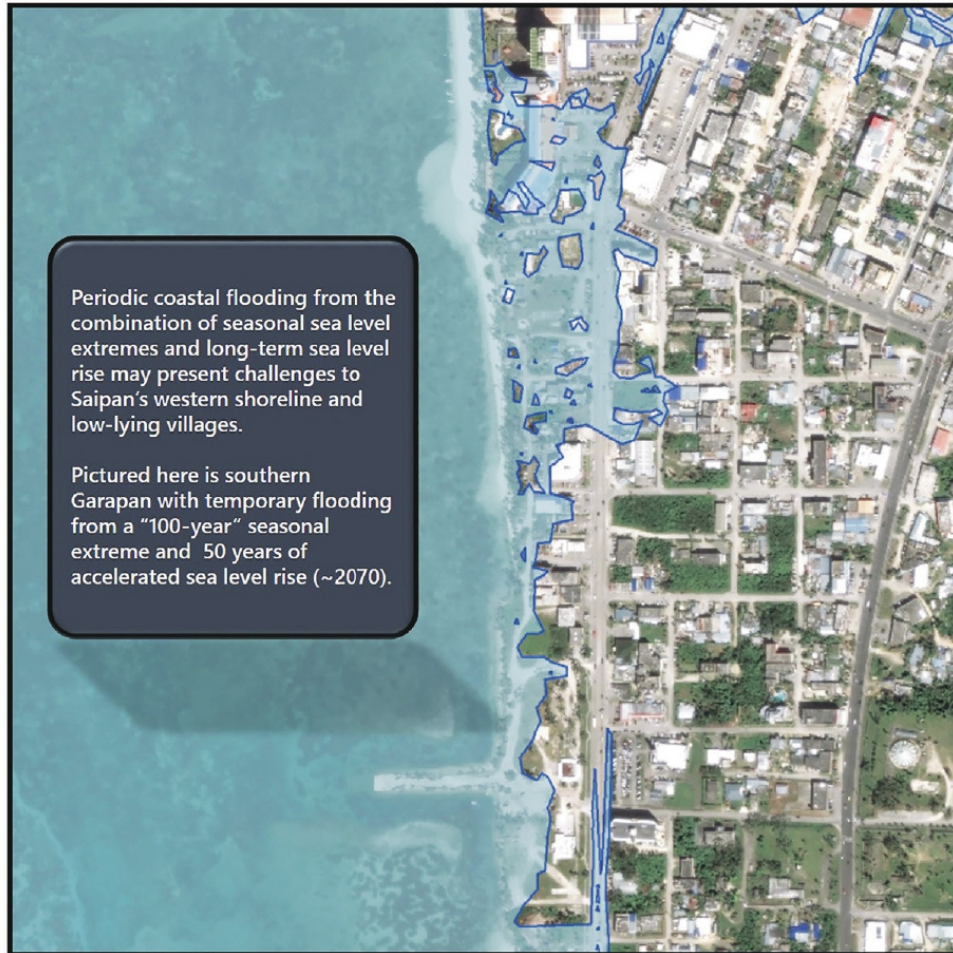 Periodic coastal flooding from the
combination of seasonal sea level
extremes and long-term sea level
rise may present challenges to
Saipan's western shoreline and
low-lying villages.
Pictured here is southern
Garapan with temporary flooding
from a “100-year” seasonal
extreme and  50 years of
accelerated sea level rise (~2070).